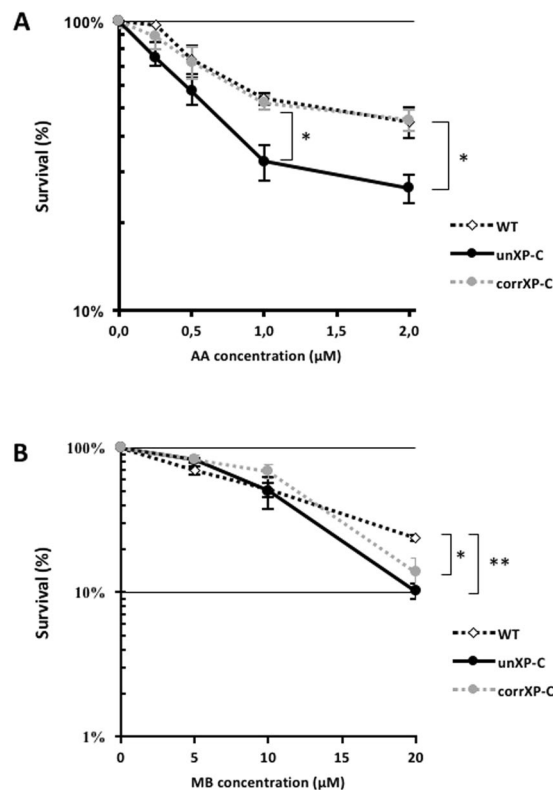 A
100%
10%
Survival (%)
0,0 0,5 1,0 1,5 2,0
AA concentration (µM)
*
*
WT
unXP-C
corrXP-C
B
100%
10%
1%
Survival (%)
0 5 10 15 20
MB concentration (µM)
* **
WT
unXP-C
corrXP-C